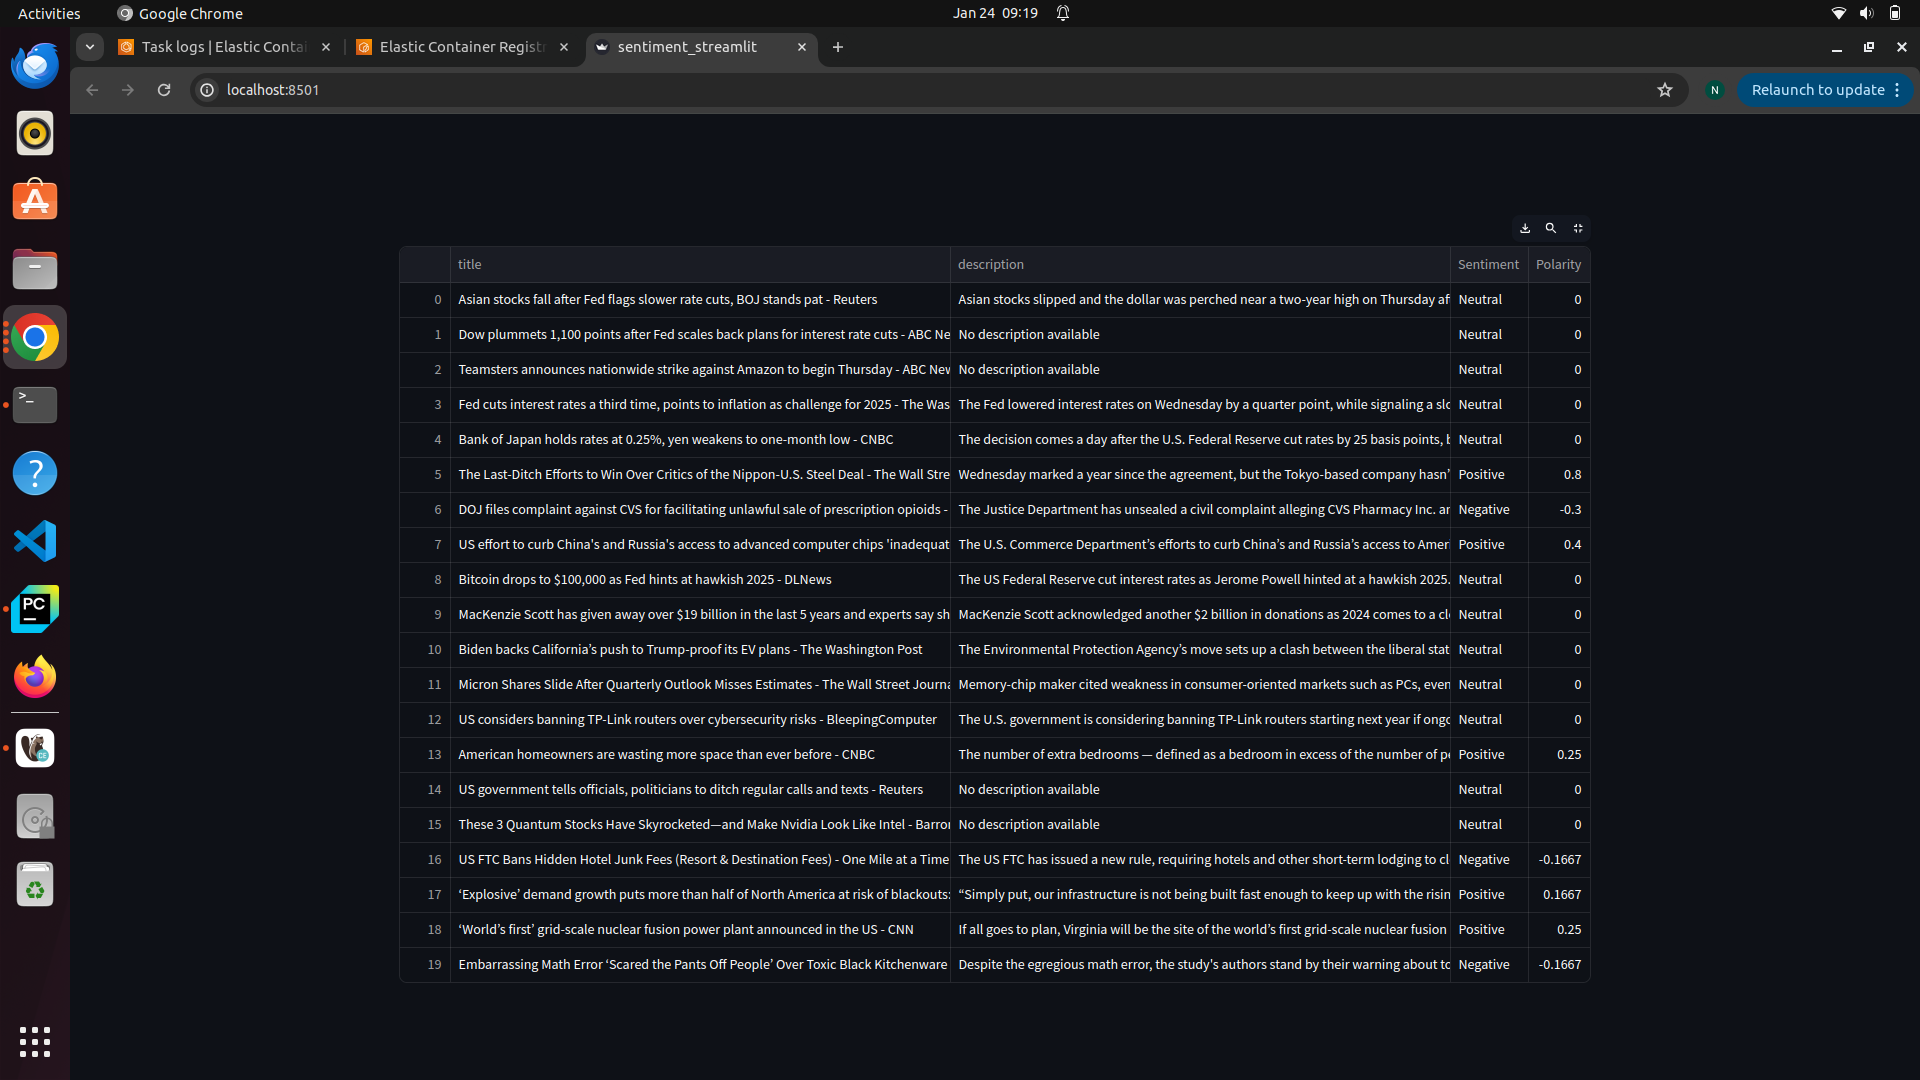 Activities Google Chrome Jan 24 09:19
Task logs | Elastic Contai Elastic Container Registr sentiment_streamlit
localhost:8501 N Relaunch to update
title description Sentiment Polarity
0 Asian stocks fall after Fed flags slower rate cuts, BOJ stands pat - Reuters Asian stocks slipped and the dollar was perched near a two-year high on Thursday af Neutral 0
1 Dow plummets 1,100 points after Fed scales back plans for interest rate cuts - ABC Ne No description available Neutral 0
2 Teamsters announces nationwide strike against Amazon to begin Thursday - ABC New No description available Neutral 0
3 Fed cuts interest rates a third time, points to inflation as challenge for 2025 - The Was The Fed lowered interest rates on Wednesday by a quarter point, while signaling a slo Neutral 0
4 Bank of Japan holds rates at 0.25%, yen weakens to one-month low - CNBC The decision comes a day after the U.S. Federal Reserve cut rates by 25 basis points, b Neutral 0
5 The Last-Ditch Efforts to Win Over Critics of the Nippon-U.S. Steel Deal - The Wall Stre Wednesday marked a year since the agreement, but the Tokyo-based company hasn’ Positive 0.8
6 DOJ files complaint against CVS for facilitating unlawful sale of prescription opioids - The Justice Department has unsealed a civil complaint alleging CVS Pharmacy Inc. ar Negative -0.3
7 US effort to curb China's and Russia's access to advanced computer chips 'inadequat The U.S. Commerce Department’s efforts to curb China’s and Russia’s access to Amer Positive 0.4
8 Bitcoin drops to $100,000 as Fed hints at hawkish 2025 - DLNews The US Federal Reserve cut interest rates as Jerome Powell hinted at a hawkish 2025. Neutral 0
9 MacKenzie Scott has given away over $19 billion in the last 5 years and experts say sh MacKenzie Scott acknowledged another $2 billion in donations as 2024 comes to a cl Neutral 0
10 Biden backs California’s push to Trump-proof its EV plans - The Washington Post The Environmental Protection Agency’s move sets up a clash between the liberal stat Neutral 0
11 Micron Shares Slide After Quarterly Outlook Misses Estimates - The Wall Street Journa Memory-chip maker cited weakness in consumer-oriented markets such as PCs, even Neutral 0
12 US considers banning TP-Link routers over cybersecurity risks - BleepingComputer The U.S. government is considering banning TP-Link routers starting next year if ongo Neutral 0
13 American homeowners are wasting more space than ever before - CNBC The number of extra bedrooms — defined as a bedroom in excess of the number of pe Positive 0.25
14 US government tells officials, politicians to ditch regular calls and texts - Reuters No description available Neutral 0
15 These 3 Quantum Stocks Have Skyrocketed—and Make Nvidia Look Like Intel - Barron No description available Neutral 0
16 US FTC Bans Hidden Hotel Junk Fees (Resort & Destination Fees) - One Mile at a Time The US FTC has issued a new rule, requiring hotels and other short-term lodging to cl Negative -0.1667
17 ‘Explosive’ demand growth puts more than half of North America at risk of blackouts: “Simply put, our infrastructure is not being built fast enough to keep up with the risin Positive 0.1667
18 ‘World’s first’ grid-scale nuclear fusion power plant announced in the US - CNN If all goes to plan, Virginia will be the site of the world’s first grid-scale nuclear fusion Positive 0.25
19 Embarrassing Math Error ‘Scared the Pants Off People’ Over Toxic Black Kitchenware Despite the egregious math error, the study's authors stand by their warning about to Negative -0.1667
PC